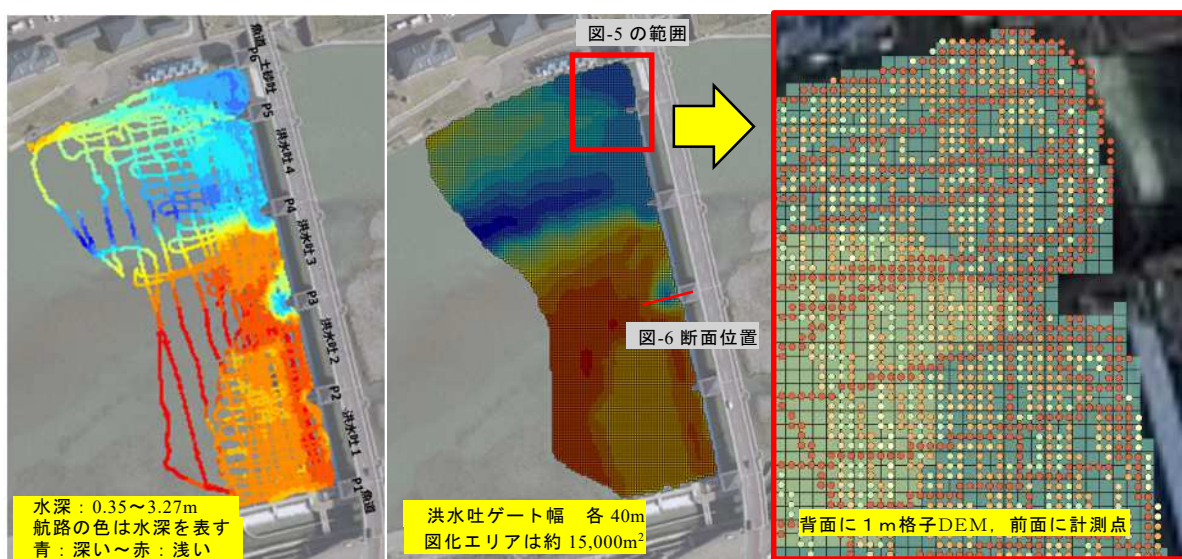 魚道
P6
土砂吐
P5
洪水吐 4
P4
洪水吐 3
P3
洪水吐 2
P2
洪水吐 1
P1
魚道
水深：0.35～3.27m
航路の色は水深を表す
青：深い～赤：浅い
図-5 の範囲
図-6 断面位置
洪水吐ゲート幅　各 40m
図化エリアは約 15,000m²
背面に 1 m格子DEM，前面に計測点